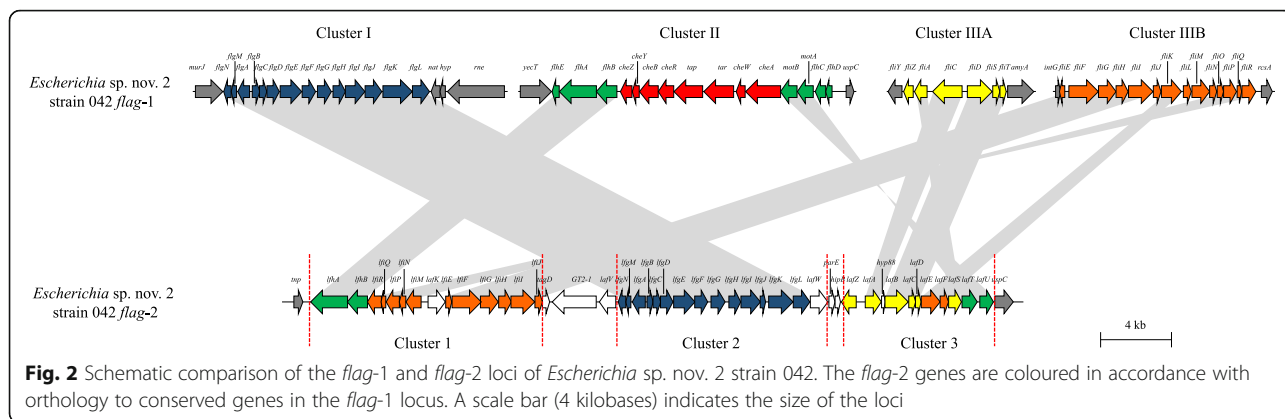 Cluster I Cluster II Cluster IIIA Cluster IIIB
flgM flgB cheY motA fliK fliM fliO fliQ
murJ flgN flgA flgC flgD flgE flgF flgG flgH flgI flgJ flgK flgL nat hyp rne yecT flhE flhA flhB cheZ cheB cheR tap tar cheW cheA motB flhC flhD uspC fliY fliZ fliA fliC fliD fliS fliT amyA intG fliE fliF fliG fliH fliI fliJ fliL fliN fliP fliR rcsA
Escherichia sp. nov. 2
strain 042 flag-1
lfiQ lfiN lfiJ lfgM lfgB lfgD parE hyp88 lafD
tnp lfhA lfhB lfiR lfiP lfiM lafK lfiE lfiF lfiG lfiH lfiI GT2-1 lafV lfgN lfgA lfgC lfgE lfgF lfgG lfgH lfgI lfgJ lfgK lfgL lafW lafZ lafA lafB lafC lafE lafF lafS lafT lafU
Escherichia sp. nov. 2
strain 042 flag-2
Cluster 1 Cluster 2 Cluster 3
4 kb
Fig. 2 Schematic comparison of the flag-1 and flag-2 loci of Escherichia sp. nov. 2 strain 042. The flag-2 genes are coloured in accordance with
orthology to conserved genes in the flag-1 locus. A scale bar (4 kilobases) indicates the size of the loci